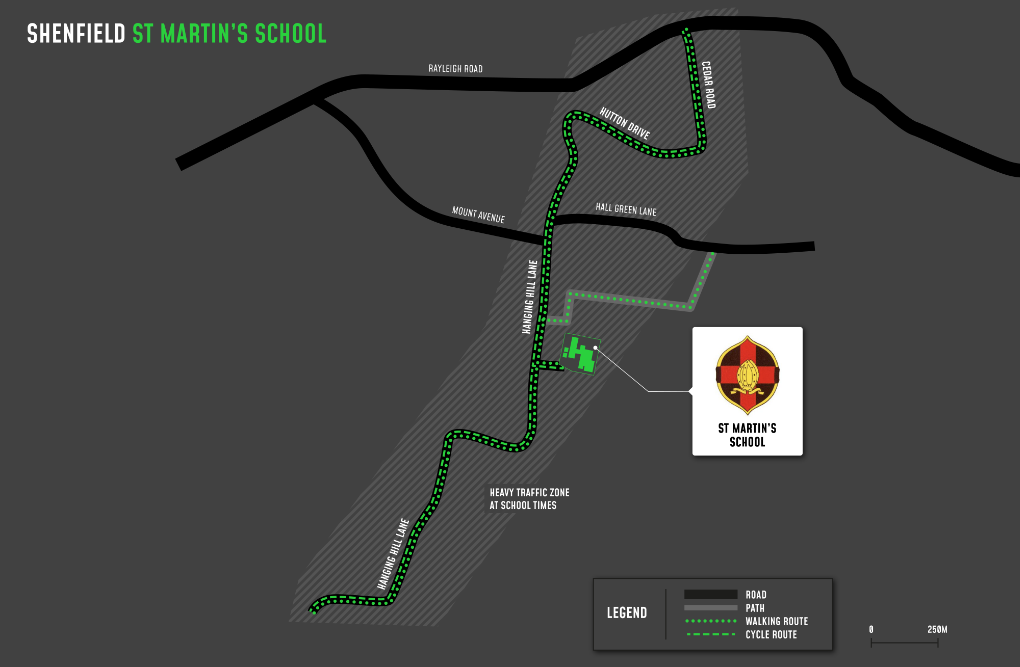 SHENFIELD ST MARTIN'S SCHOOL
RAYLEIGH ROAD
CEDAR ROAD
HUTTON DRIVE
MOUNT AVENUE
HALL GREEN LANE
HANGING HILL LANE
ST MARTIN'S
SCHOOL
HEAVY TRAFFIC ZONE
AT SCHOOL TIMES
HANGING HILL LANE
LEGEND
ROAD
PATH
WALKING ROUTE
CYCLE ROUTE
0 250M